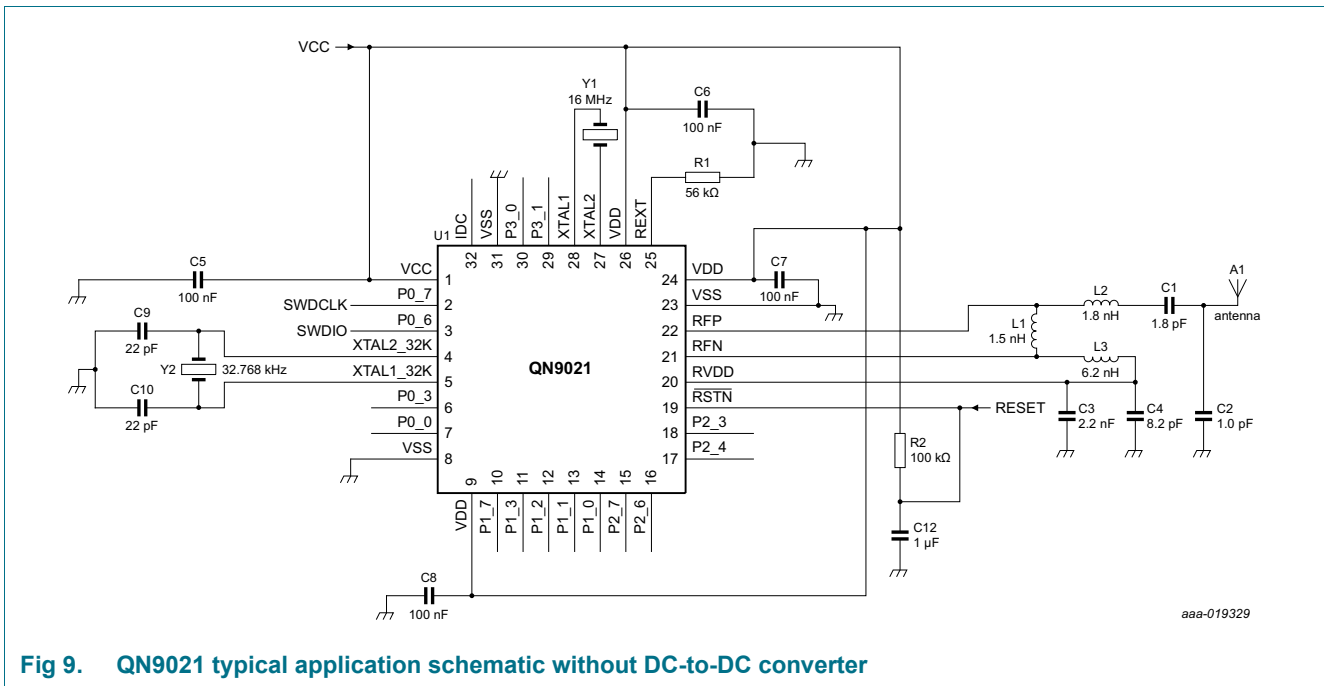 VCC
Y1
16 MHz
C6
100 nF
R1
56 kΩ
IDC
VSS
P3_0
P3_1
XTAL1
XTAL2
VDD
REXT
U1
32
31
30
29
28
27
26
25
C5
100 nF
VCC
1
SWDCLK
P0_7
2
SWDIO
P0_6
3
XTAL2_32K
4
XTAL1_32K
5
P0_3
6
P0_0
7
VSS
8
C9
22 pF
Y2
32.768 kHz
C10
22 pF
QN9021
24
VDD
23
VSS
22
RFP
21
RFN
20
RVDD
19
RSTN
18
P2_3
17
P2_4
C7
100 nF
RESET
L1
1.5 nH
L2
1.8 nH
C1
1.8 pF
A1
antenna
L3
6.2 nH
C3
2.2 nF
C4
8.2 pF
C2
1.0 pF
R2
100 kΩ
C12
1 µF
9
10
11
12
13
14
15
16
VDD
P1_7
P1_3
P1_2
P1_1
P1_0
P2_7
P2_6
C8
100 nF
aaa-019329
Fig 9. QN9021 typical application schematic without DC-to-DC converter